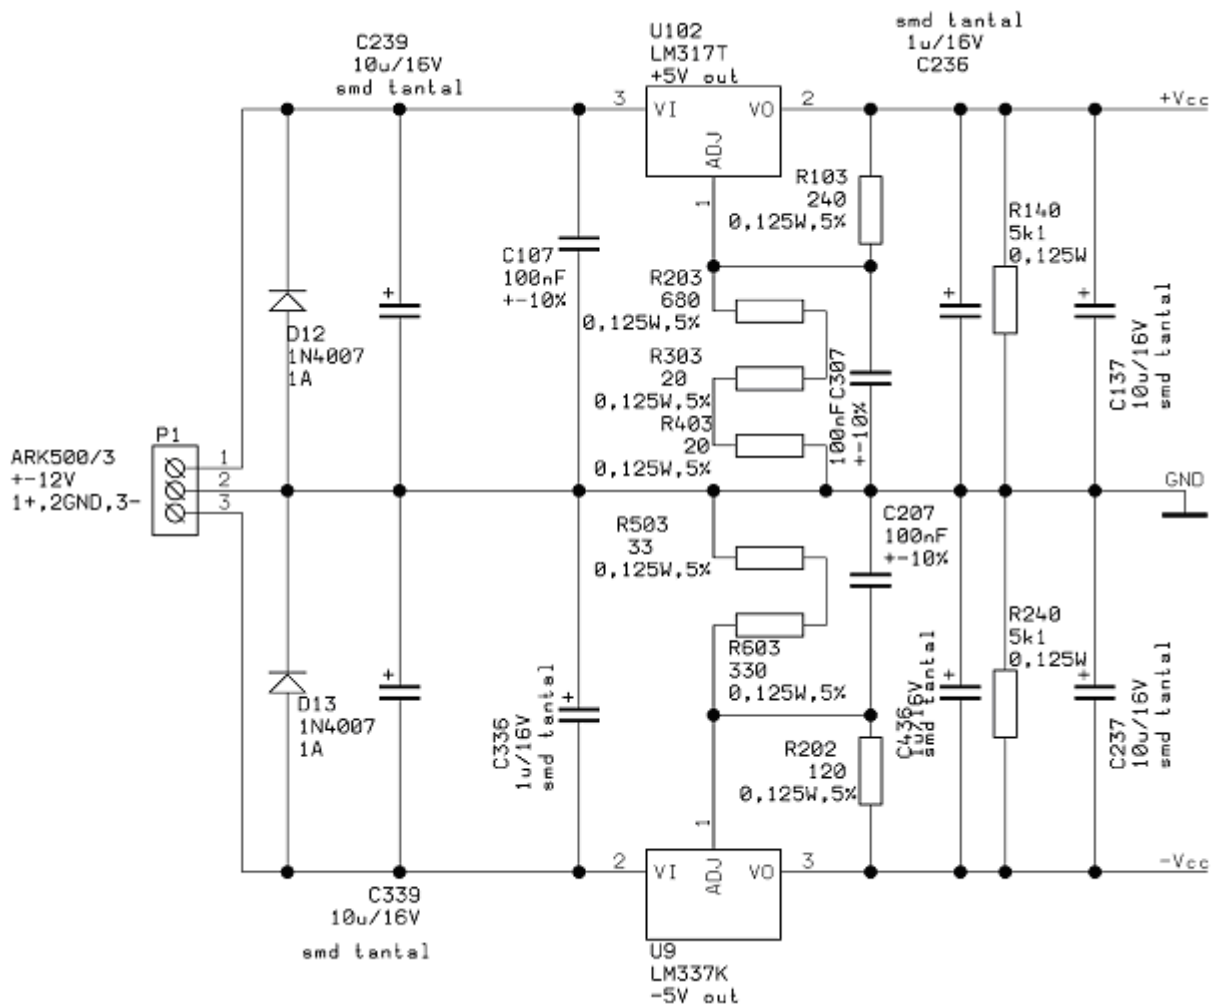 C239
10u/16V
smd tantal
U102
LM317T
+5V out
smd tantal
1u/16V
C236
3
VI
VO
ADJ
2
1
+Vcc
R103
240
0,125W,5%
R140
5k1
0,125W
C107
100nF
+-10%
R203
680
0,125W,5%
D12
1N4007
1A
+
+
+
R303
20
0,125W,5%
C307
100nF
+-10%
C137
10u/16V
smd tantal
R403
20
0,125W,5%
P1
ARK500/3
+-12V
1+,2GND,3-
1
2
3
GND
R503
33
0,125W,5%
C207
100nF
+-10%
R603
330
0,125W,5%
R240
5k1
0,125W
D13
1N4007
1A
+
+
+
+
C336
1u/16V
smd tantal
C436
1u/16V
smd tantal
C237
10u/16V
smd tantal
R202
120
0,125W,5%
1
2
VI
ADJ
VO
3
-Vcc
C339
10u/16V
smd tantal
U9
LM337K
-5V out